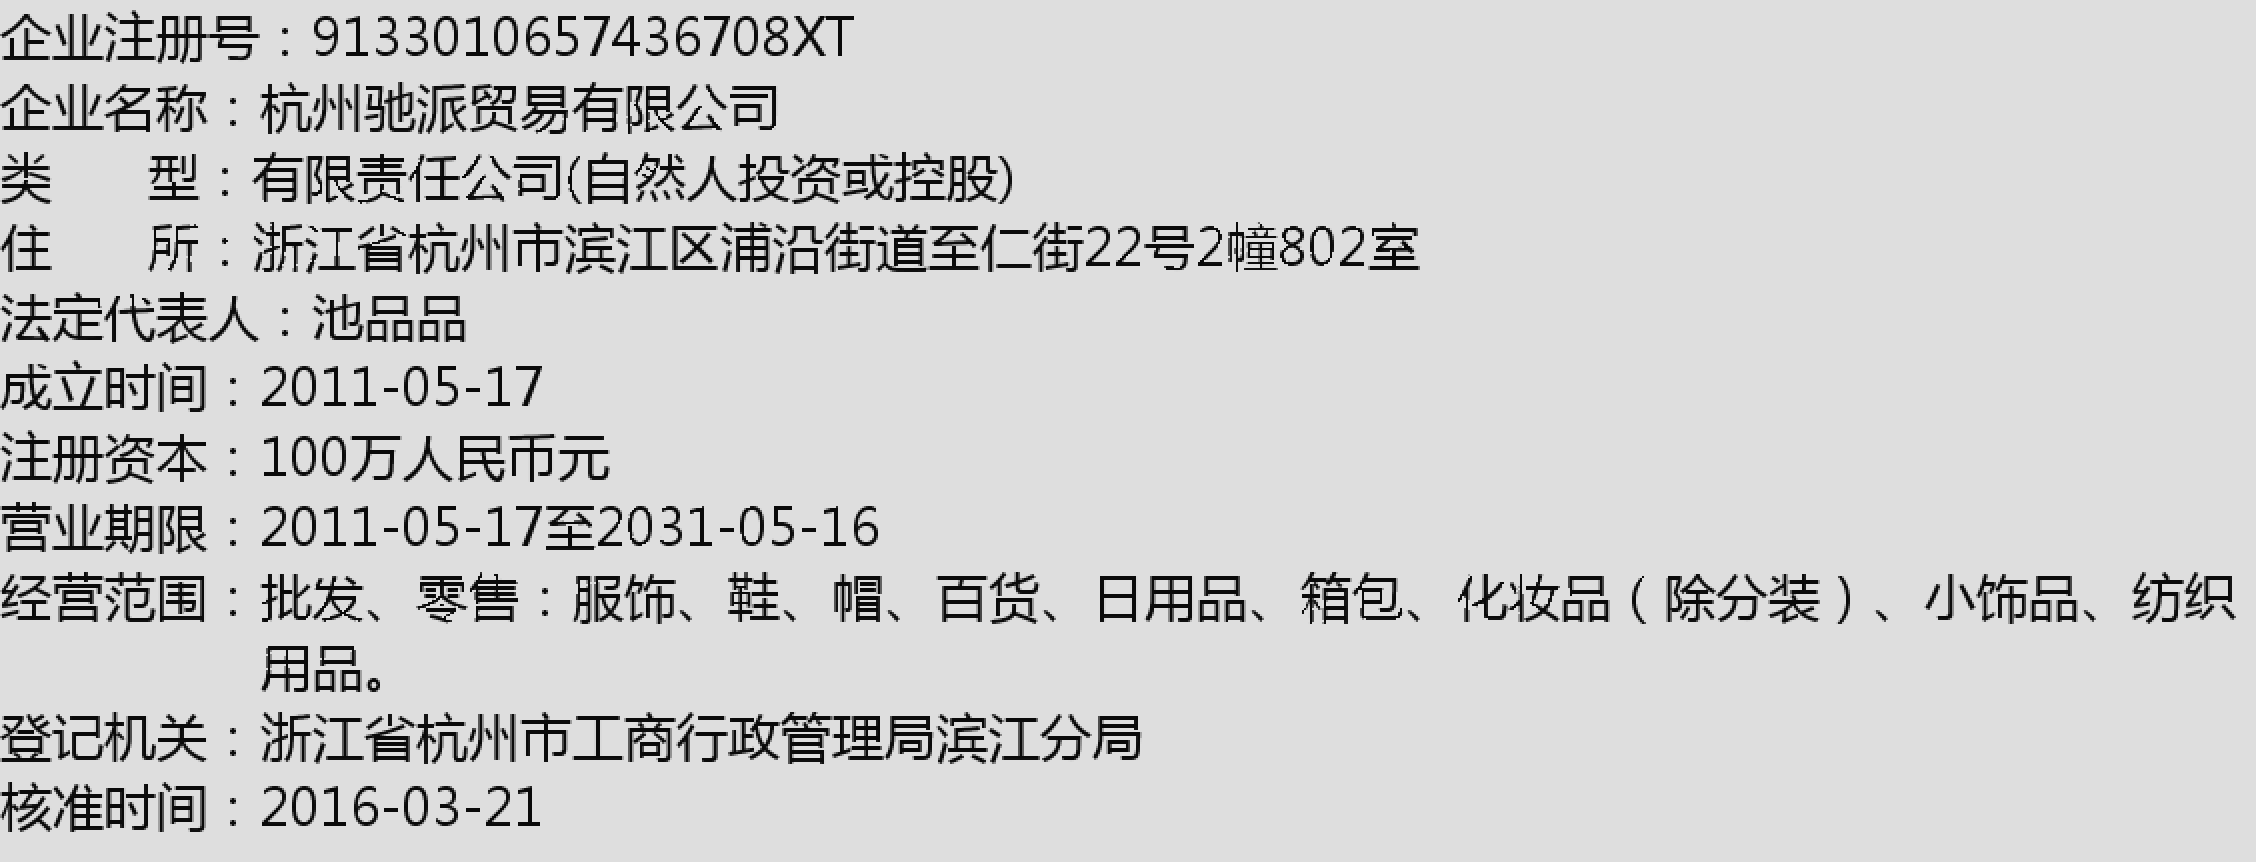 企业注册号：9133010657436708XT
企业名称：杭州驰派贸易有限公司
类　　型：有限责任公司(自然人投资或控股)
住　　所：浙江省杭州市滨江区浦沿街道至仁街22号2幢802室
法定代表人：池品品
成立时间：2011-05-17
注册资本：100万人民币元
营业期限：2011-05-17至2031-05-16
经营范围：批发、零售：服饰、鞋、帽、百货、日用品、箱包、化妆品（除分装）、小饰品、纺织
用品。
登记机关：浙江省杭州市工商行政管理局滨江分局
核准时间：2016-03-21